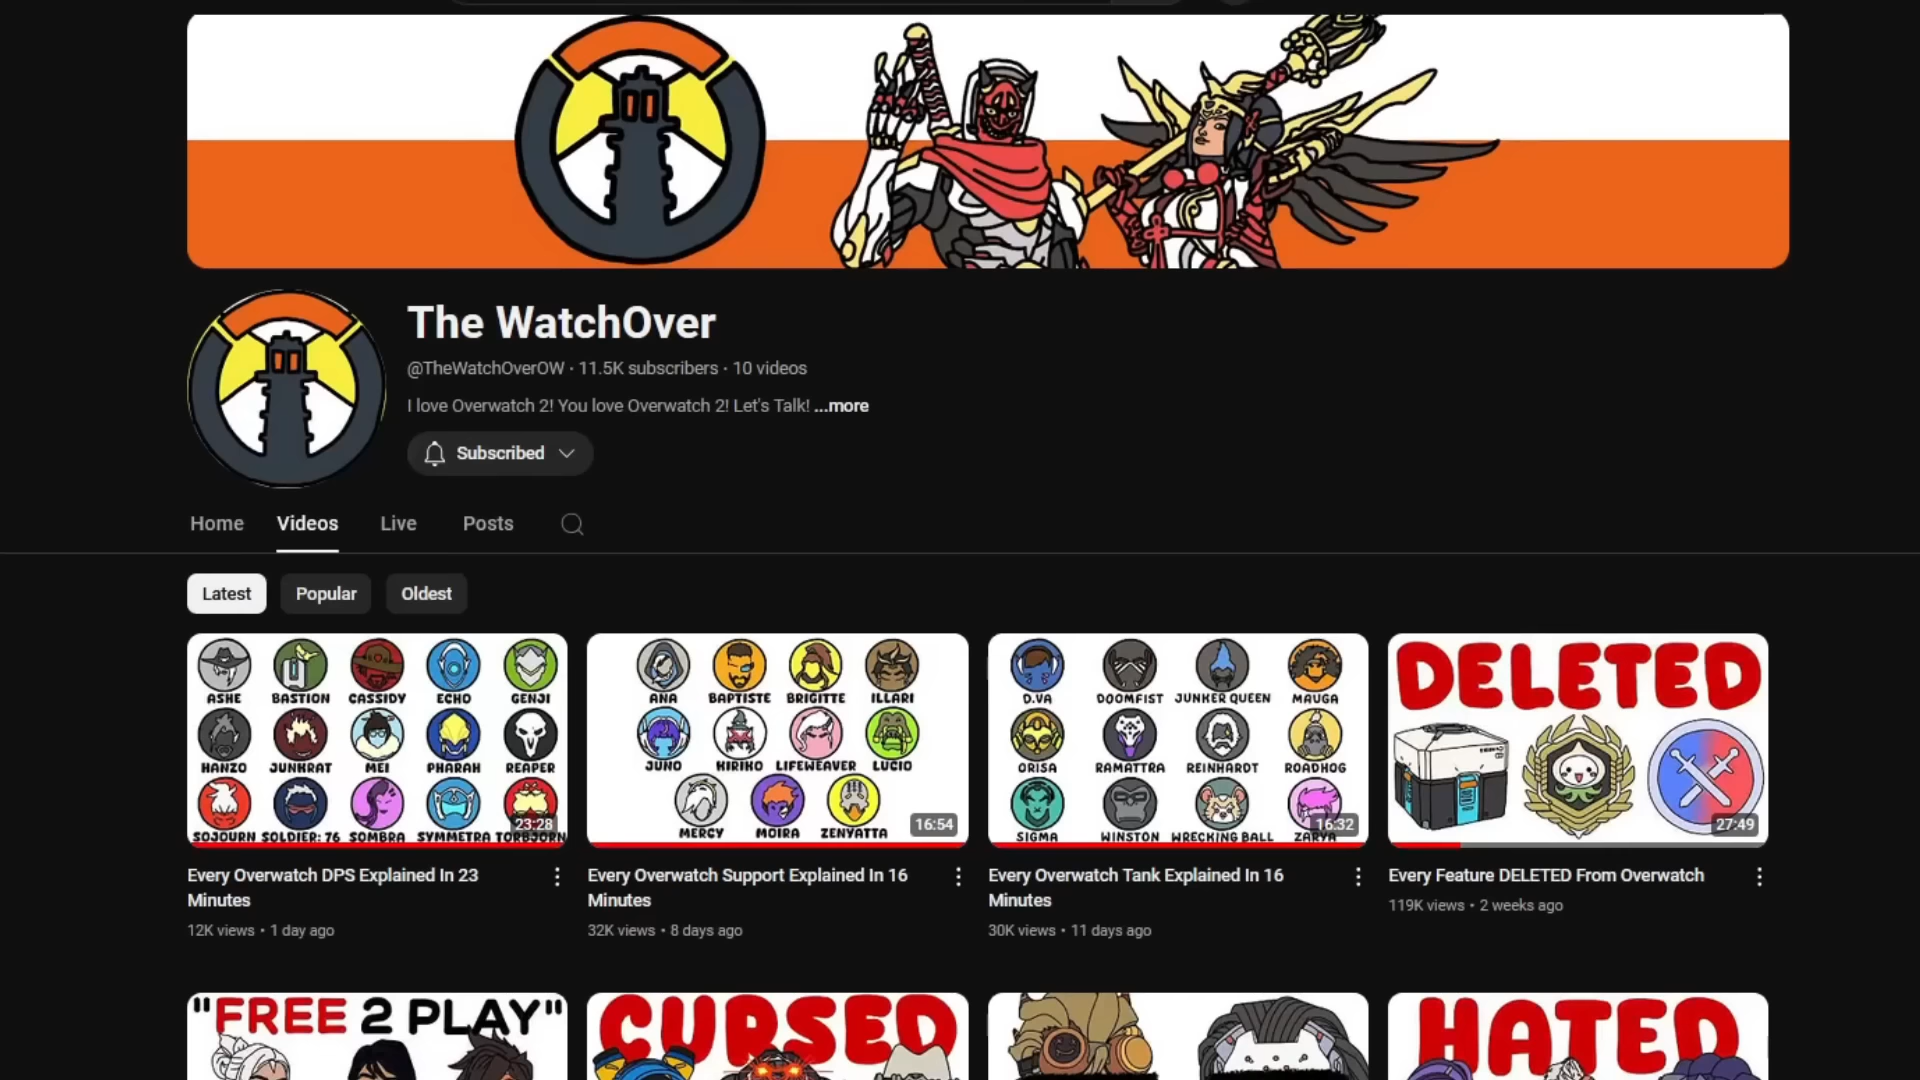 The WatchOver
@TheWatchOverOW · 11.5K subscribers · 10 videos
I love Overwatch 2! You love Overwatch 2! Let's Talk! ...more
Subscribed
Home Videos Live Posts
Latest Popular Oldest
ASHE BASTION CASSIDY ECHO GENJI
HANZO JUNKRAT MEI PHARAH REAPER
SOJOURN SOLDIER: 76 SOMBRA SYMMETRA TORBJORN
23:28
Every Overwatch DPS Explained In 23
Minutes
12K views • 1 day ago
ANA BAPTISTE BRIGITTE ILLARI
JUNO KIRIKO LIFEWEAVER LUCIO
MERCY MOIRA ZENYATTA
16:54
Every Overwatch Support Explained In 16
Minutes
32K views • 8 days ago
D.VA DOOMFIST JUNKER QUEEN MAUGA
ORISA RAMATTRA REINHARDT ROADHOG
SIGMA WINSTON WRECKING BALL ZARYA
16:32
Every Overwatch Tank Explained In 16
Minutes
30K views • 11 days ago
DELETED
27:49
Every Feature DELETED From Overwatch
119K views • 2 weeks ago
"FREE 2 PLAY"
CURSED
HATED